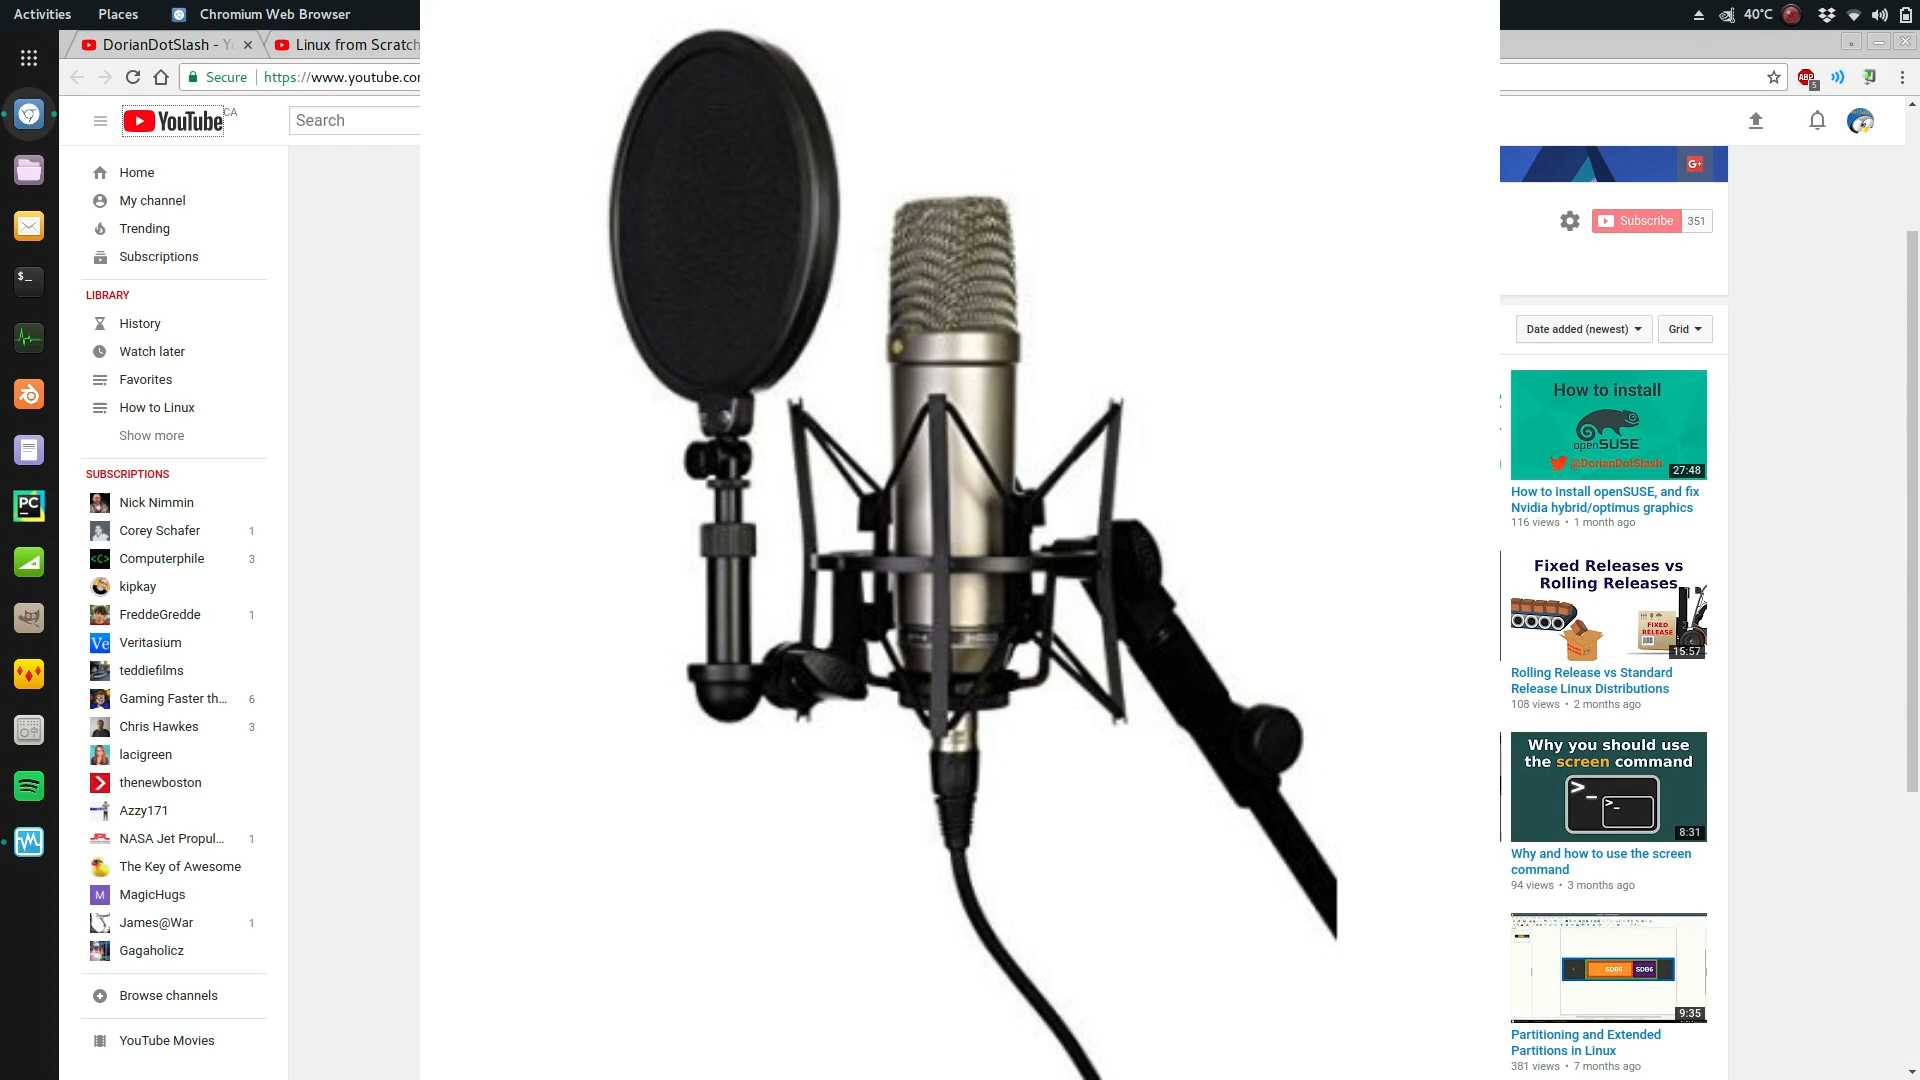 Activities Places Chromium Web Browser 40°C
DorianDotSlash - Linux from Scratch
Secure https://www.youtube.co
ABP 5
YouTube CA
Search
Home
My channel
Trending
Subscriptions
LIBRARY
History
Watch later
Favorites
How to Linux
Show more
SUBSCRIPTIONS
Nick Nimmin
Corey Schafer 1
<C> Computerphile 3
kipkay
FreddeGredde 1
Ve Veritasium
teddiefilms
Gaming Faster th... 6
Chris Hawkes 3
lacigreen
thenewboston
Azzy171
NASA Jet Propul... 1
The Key of Awesome
M MagicHugs
James@War 1
Gagaholicz
Browse channels
YouTube Movies
$_
PC
G+
Subscribe 351
Date added (newest) Grid
How to install
openSUSE
@DorianDotSlash
27:48
How to install openSUSE, and fix
Nvidia hybrid/optimus graphics
116 views • 1 month ago
Fixed Releases vs
Rolling Releases
FIXED
RELEASE
15:57
Rolling Release vs Standard
Release Linux Distributions
108 views • 2 months ago
Why you should use
the screen command
>_
>_
8:31
Why and how to use the screen
command
94 views • 3 months ago
SDB5 SDB6
9:35
Partitioning and Extended
Partitions in Linux
381 views • 7 months ago